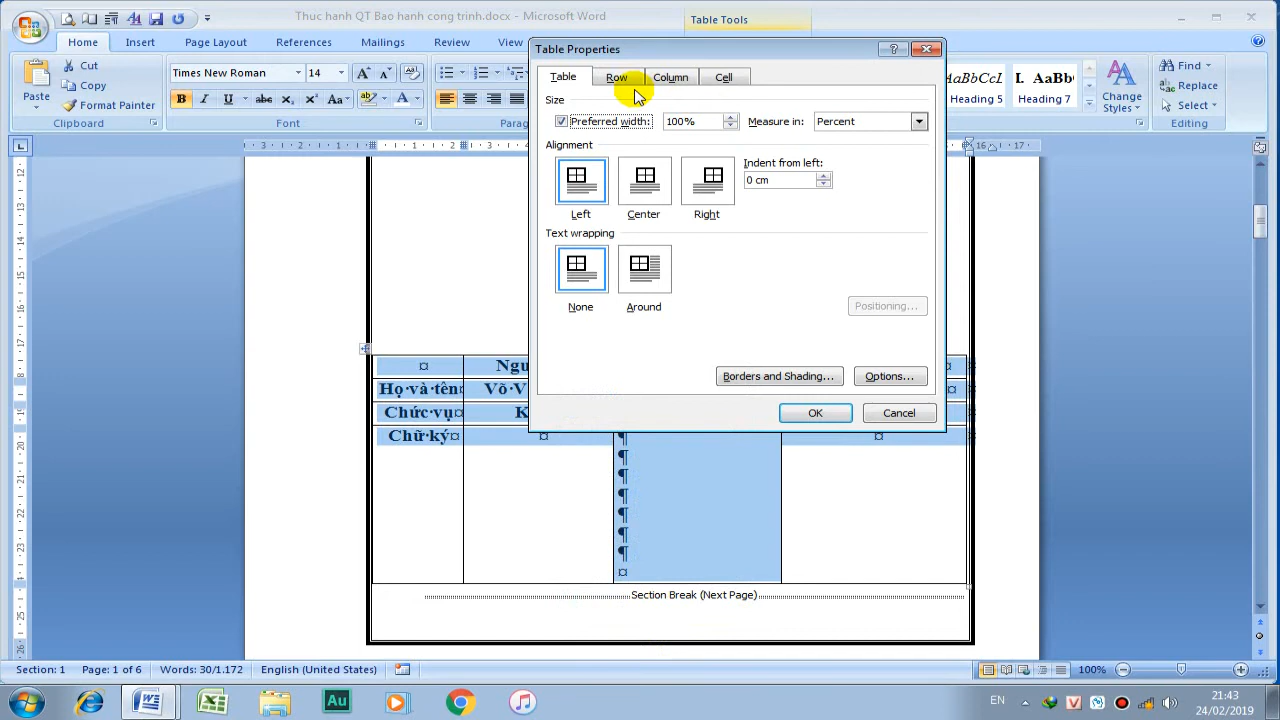 Thuc hanh QT Bao hanh cong trinh.docx - Microsoft Word
Table Tools
Home Insert Page Layout References Mailings Review View
Cut
Copy
Format Painter
Paste
Clipboard
Times New Roman 14
Font
Heading 5
Heading 7
Change Styles
Find
Replace
Select
Editing
Table Properties
Table Row Column Cell
Size
Preferred width: 100% Measure in: Percent
Alignment
Indent from left:
0 cm
Left Center Right
Text wrapping
None Around
Positioning...
Borders and Shading... Options...
OK Cancel
Họ·và·tên¤ Võ·V
Chức·vụ¤ K
Chữ·ký¤
Section Break (Next Page)
Section: 1 Page: 1 of 6 Words: 30/1.172 English (United States) 100%
EN
21:43
24/02/2019